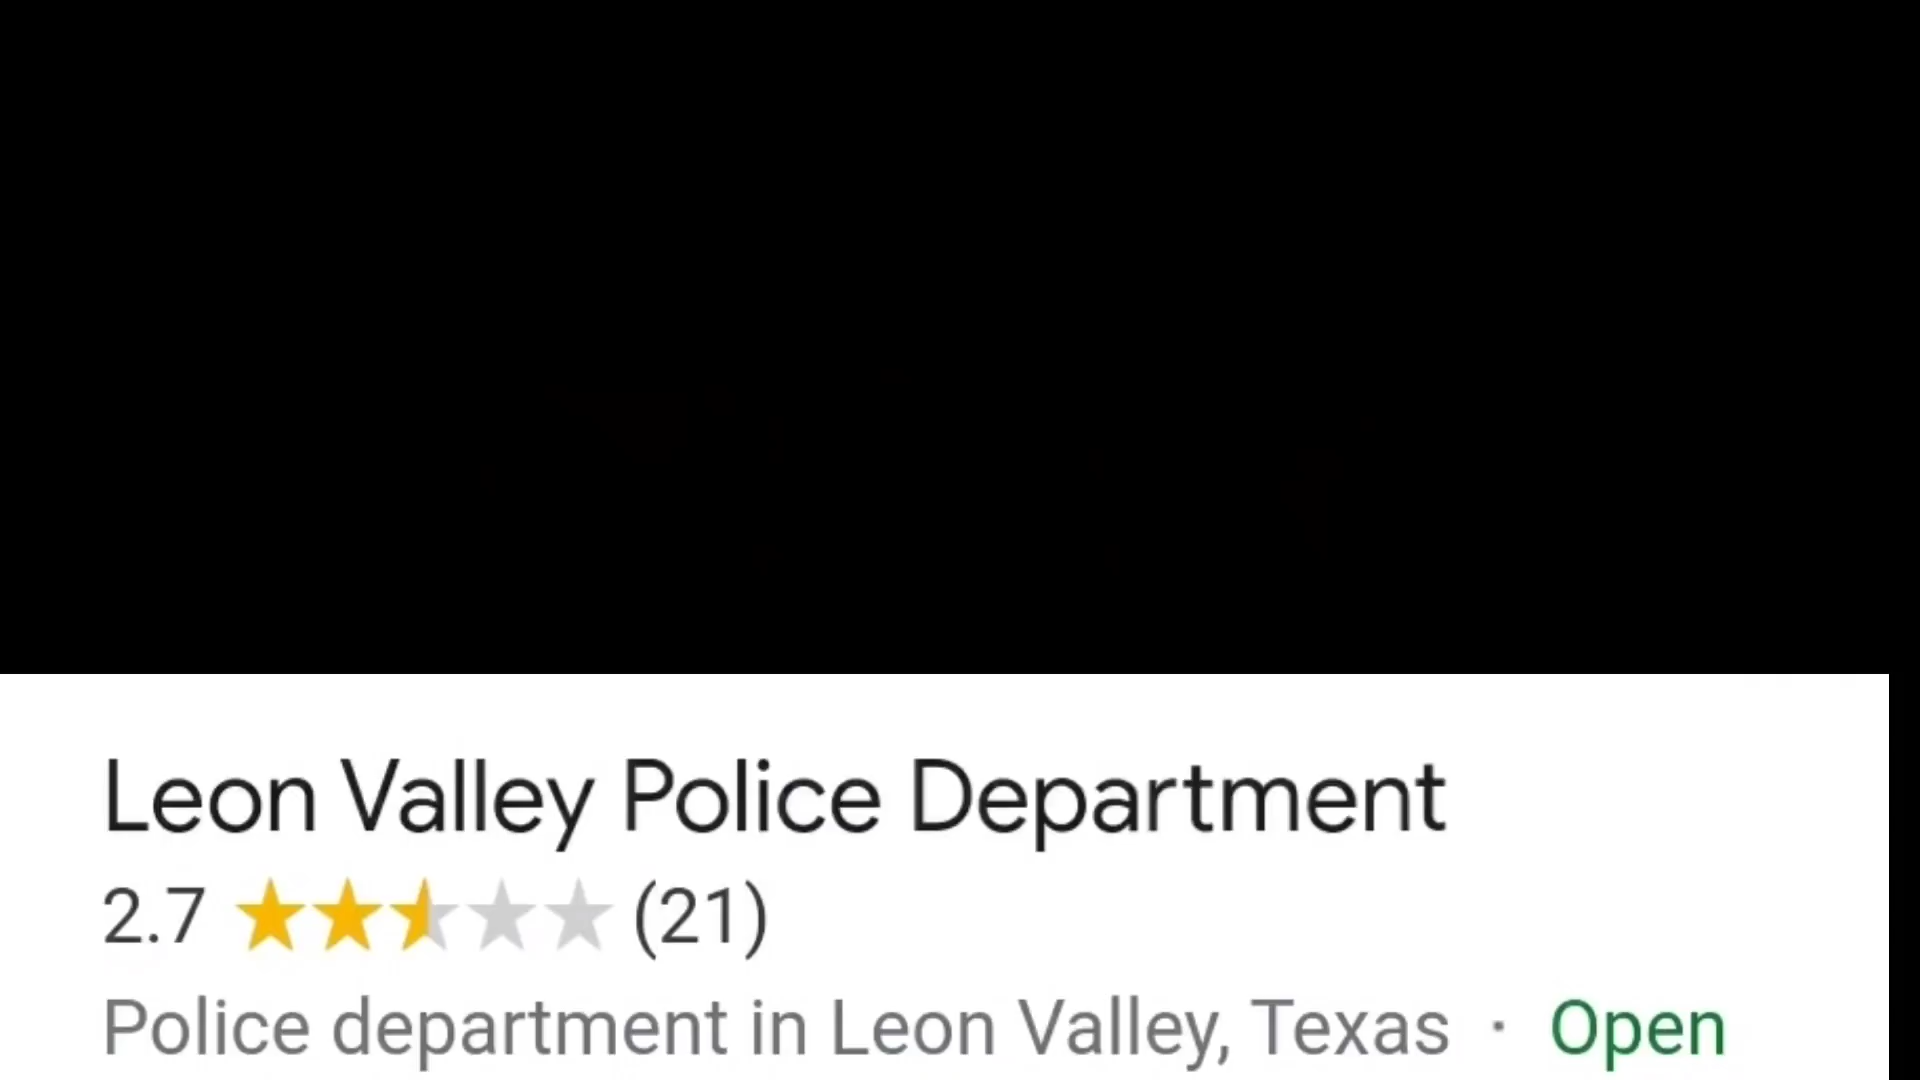 Leon Valley Police Department
2.7 (21)
Police department in Leon Valley, Texas · Open